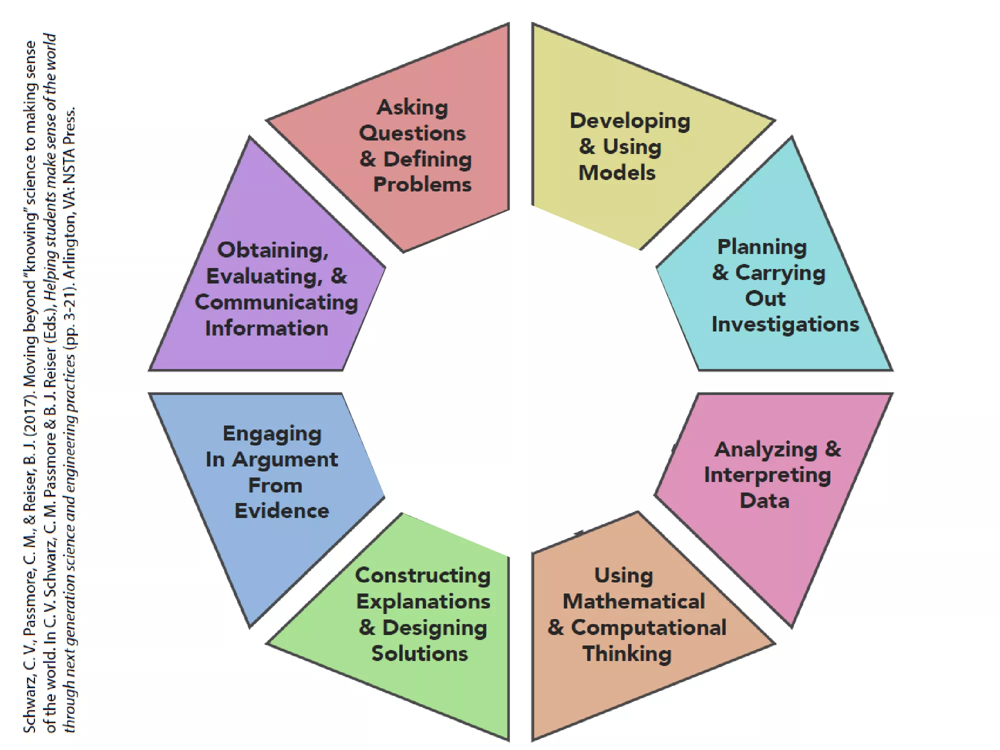 Schwarz, C. V., Passmore, C. M., & Reiser, B. J. (2017). Moving beyond “knowing” science to making sense
of the world. In C. V. Schwarz, C. M. Passmore & B. J. Reiser (Eds.), Helping students make sense of the world
through next generation science and engineering practices (pp. 3-21). Arlington, VA: NSTA Press.
Asking
Questions
& Defining
Problems
Developing
& Using
Models
Planning
& Carrying
Out
Investigations
Analyzing &
Interpreting
Data
Using
Mathematical
& Computational
Thinking
Constructing
Explanations
& Designing
Solutions
Engaging
In Argument
From
Evidence
Obtaining,
Evaluating, &
Communicating
Information